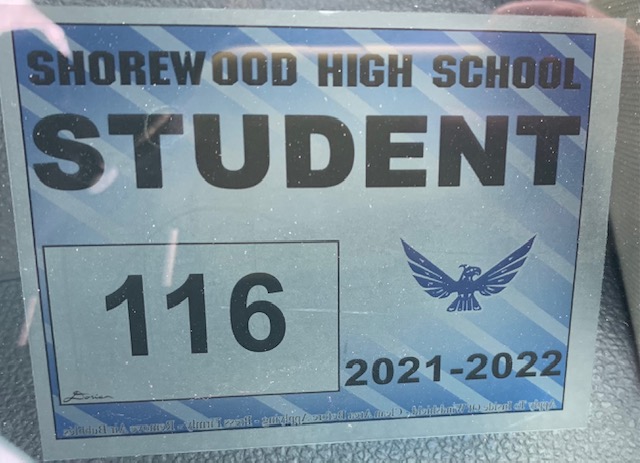 SHOREWOOD HIGH SCHOOL
STUDENT
116
2021-2022